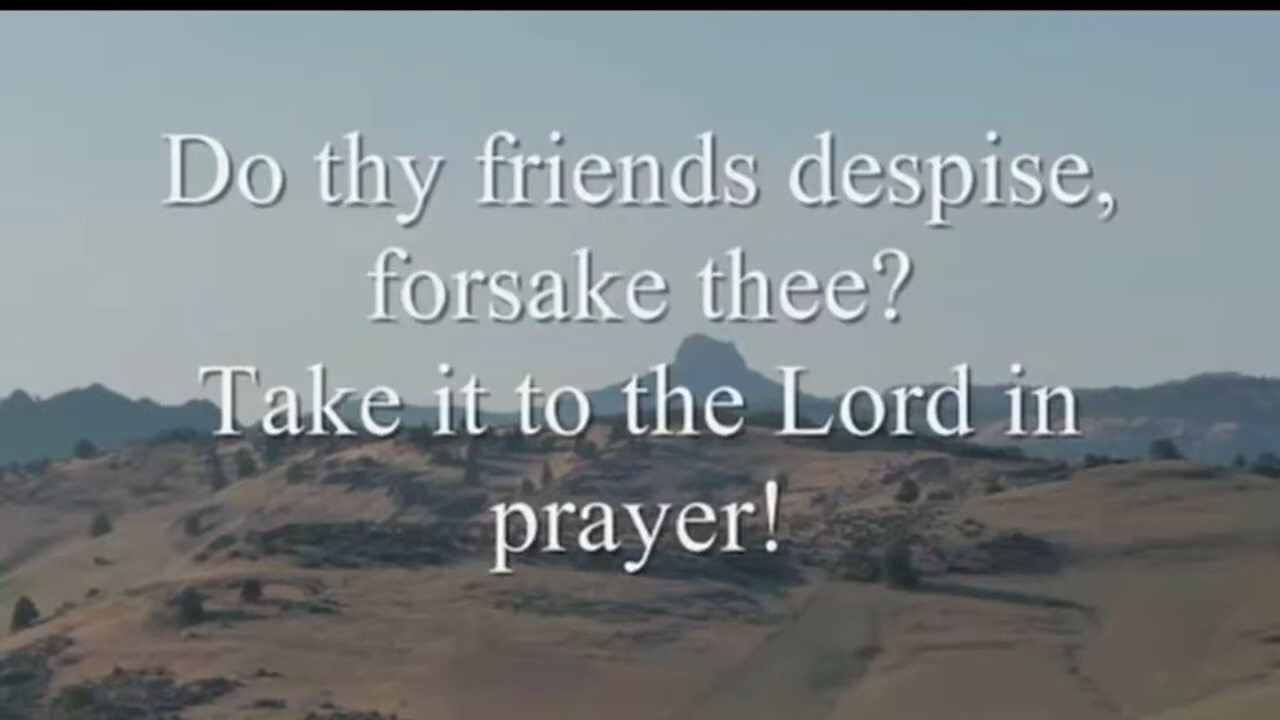 Do thy friends despise,
forsake thee?
Take it to the Lord in
prayer!